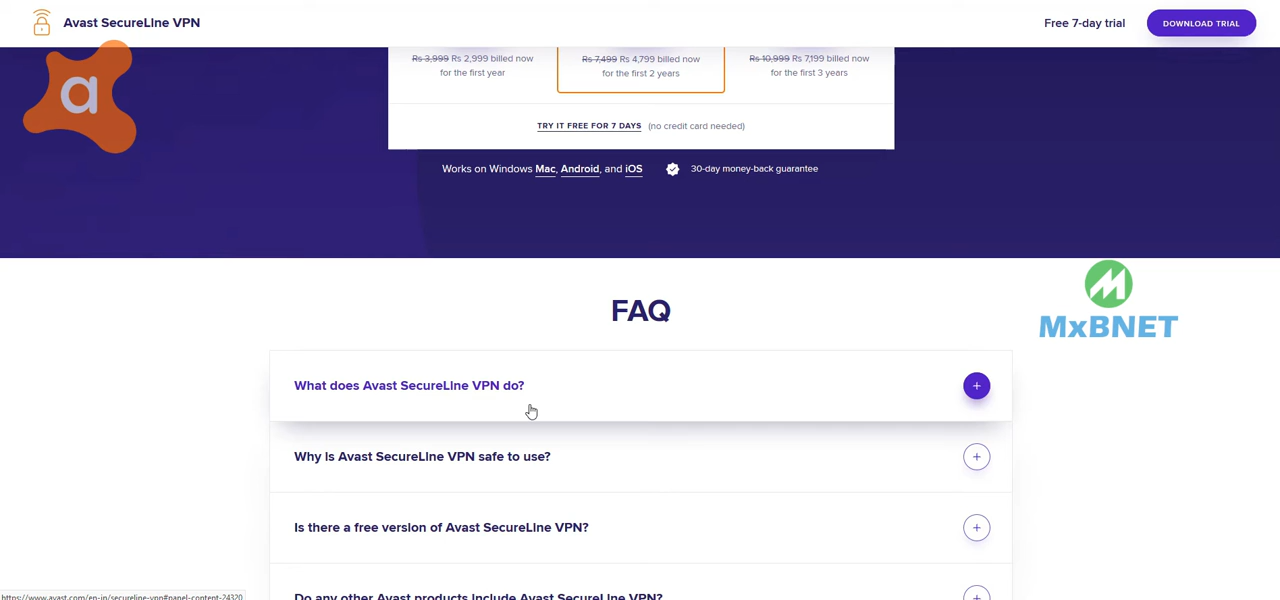 Avast SecureLine VPN
Free 7-day trial
DOWNLOAD TRIAL
a
Rs 3,999 Rs 2,999 billed now
for the first year
Rs 7,499 Rs 4,799 billed now
for the first 2 years
Rs 10,999 Rs 7,199 billed now
for the first 3 years
TRY IT FREE FOR 7 DAYS (no credit card needed)
Works on Windows Mac, Android, and iOS
30-day money-back guarantee
FAQ
MxBNET
What does Avast SecureLine VPN do?
Why is Avast SecureLine VPN safe to use?
Is there a free version of Avast SecureLine VPN?
Do any other Avast products include Avast SecureLine VPN?
https://www.avast.com/en-in/secureline-vpn#panel-content-24320